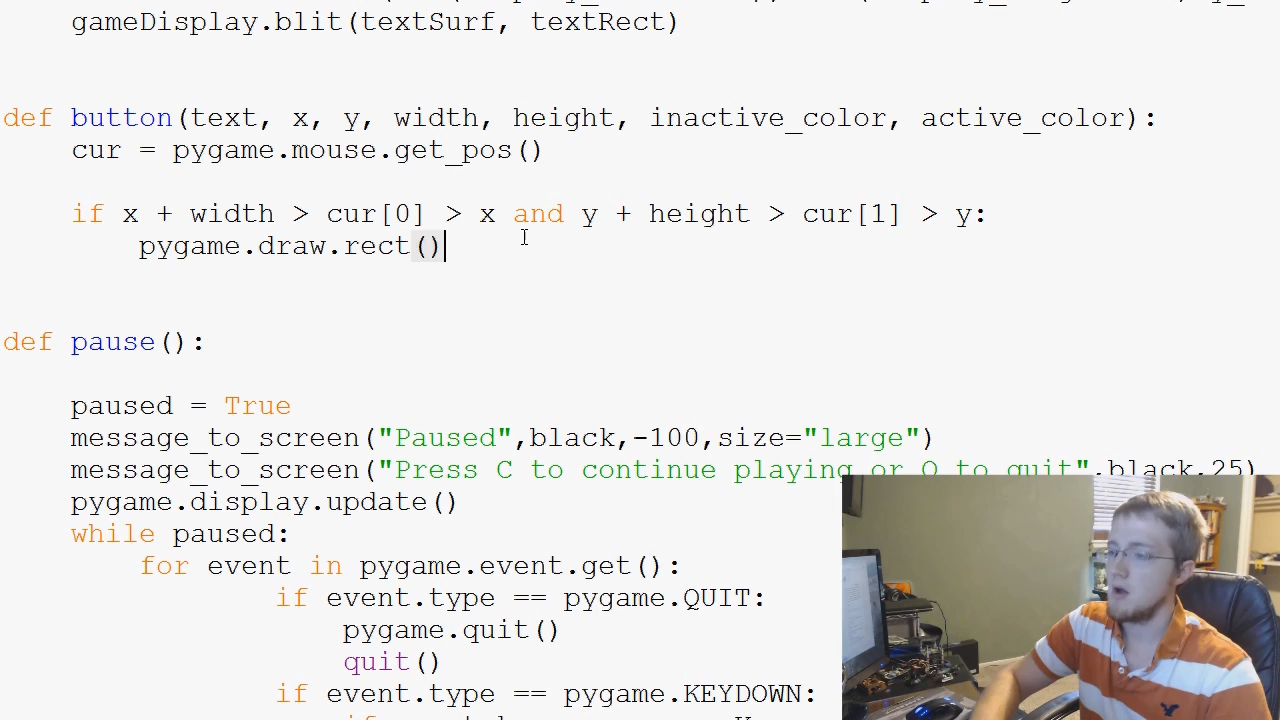 gameDisplay.blit(textSurf, textRect)
def button(text, x, y, width, height, inactive_color, active_color):
cur = pygame.mouse.get_pos()
if x + width > cur[0] > x and y + height > cur[1] > y:
pygame.draw.rect()
def pause():
paused = True
message_to_screen("Paused",black,-100,size="large")
message_to_screen("Press C to continue playing or Q to quit",black,25)
pygame.display.update()
while paused:
for event in pygame.event.get():
if event.type == pygame.QUIT:
pygame.quit()
quit()
if event.type == pygame.KEYDOWN: